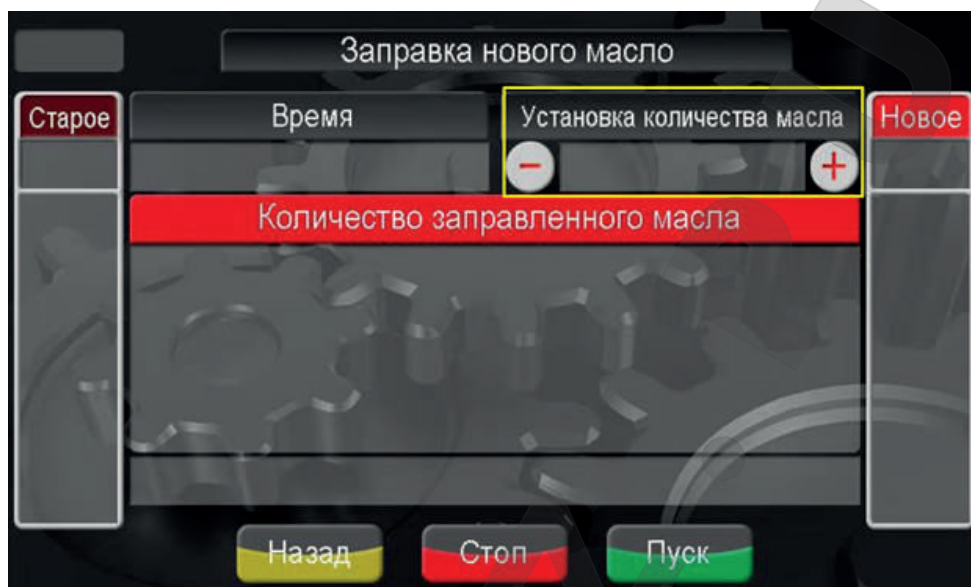 Заправка нового масло
Старое
Время
Установка количества масла
Новое
− +
Количество заправленного масла
Назад
Стоп
Пуск